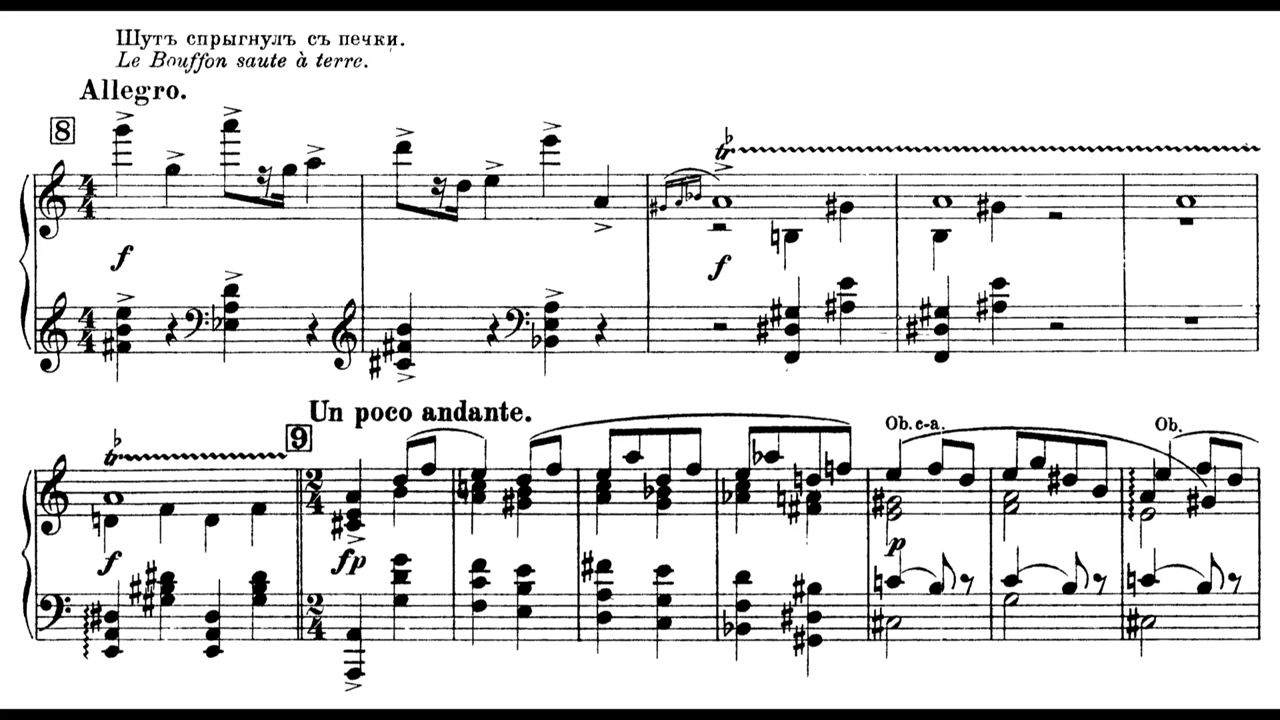 Шутъ спрыгнулъ съ печки.
Le Bouffon saute à terre.
Allegro.
8
tr
f
f
Un poco andante.
9
Ob. c-a.
Ob.
tr
f
fp
p